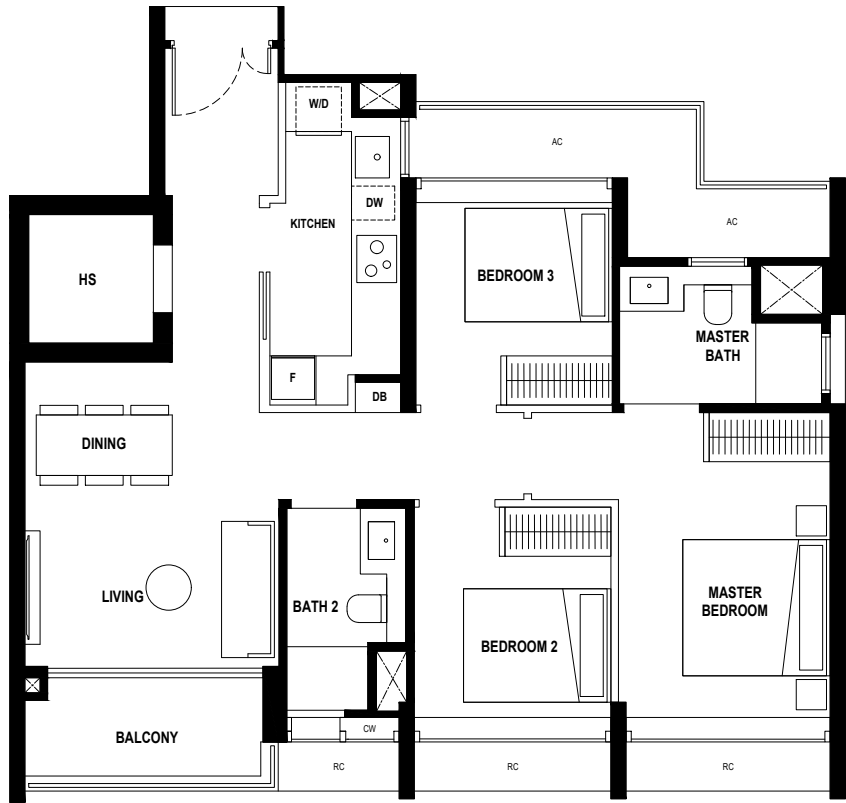 W/D
AC
DW
KITCHEN
AC
HS
BEDROOM 3
MASTER
BATH
F
DB
DINING
LIVING
BATH 2
MASTER
BEDROOM
BEDROOM 2
BALCONY
CW
RC
RC
RC